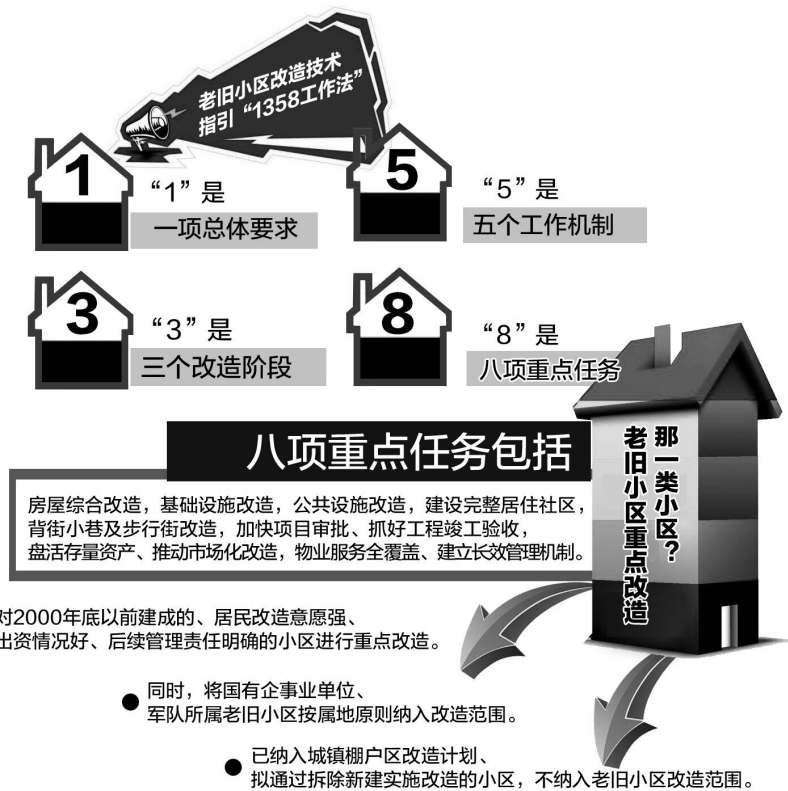 老旧小区改造技术
指引“1358工作法”
1
“1”是
一项总体要求
5
“5”是
五个工作机制
3
“3”是
三个改造阶段
8
“8”是
八项重点任务
八项重点任务包括
房屋综合改造，基础设施改造，公共设施改造，建设完整居住社区，
背街小巷及步行街改造，加快项目审批、抓好工程竣工验收，
盘活存量资产、推动市场化改造，物业服务全覆盖、建立长效管理机制。
那一类小区？
老旧小区重点改造
对2000年底以前建成的、居民改造意愿强、
出资情况好、后续管理责任明确的小区进行重点改造。
同时，将国有企事业单位、
军队所属老旧小区按属地原则纳入改造范围。
已纳入城镇棚户区改造计划、
拟通过拆除新建实施改造的小区，不纳入老旧小区改造范围。